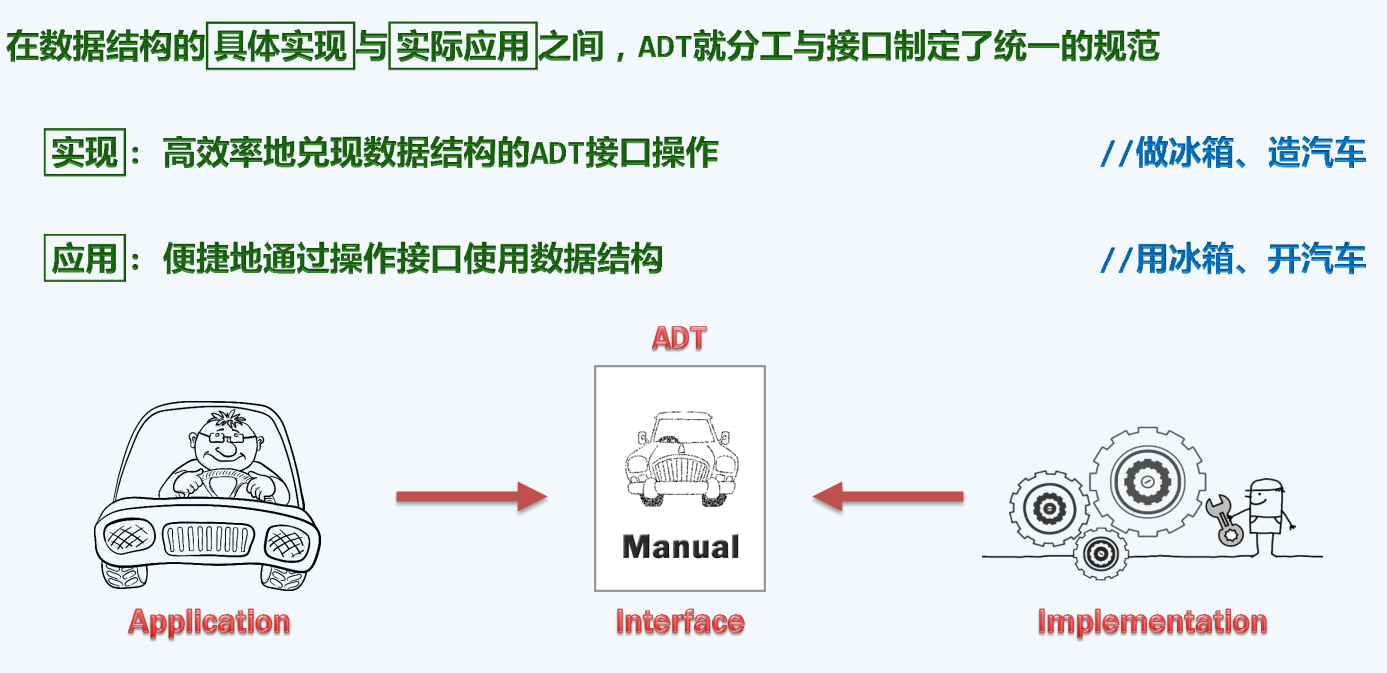 在数据结构的具体实现与实际应用之间，ADT就分工与接口制定了统一的规范
实现：高效率地兑现数据结构的ADT接口操作 //做冰箱、造汽车
应用：便捷地通过操作接口使用数据结构 //用冰箱、开汽车
ADT
Manual
Application Interface Implementation